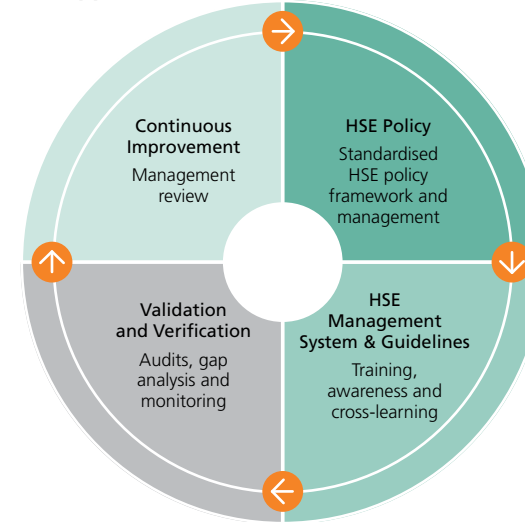 Continuous
Improvement
Management
review
HSE Policy
Standardised
HSE policy
framework and
management
HSE
Management
System & Guidelines
Training,
awareness and
cross-learning
Validation
and Verification
Audits, gap
analysis and
monitoring